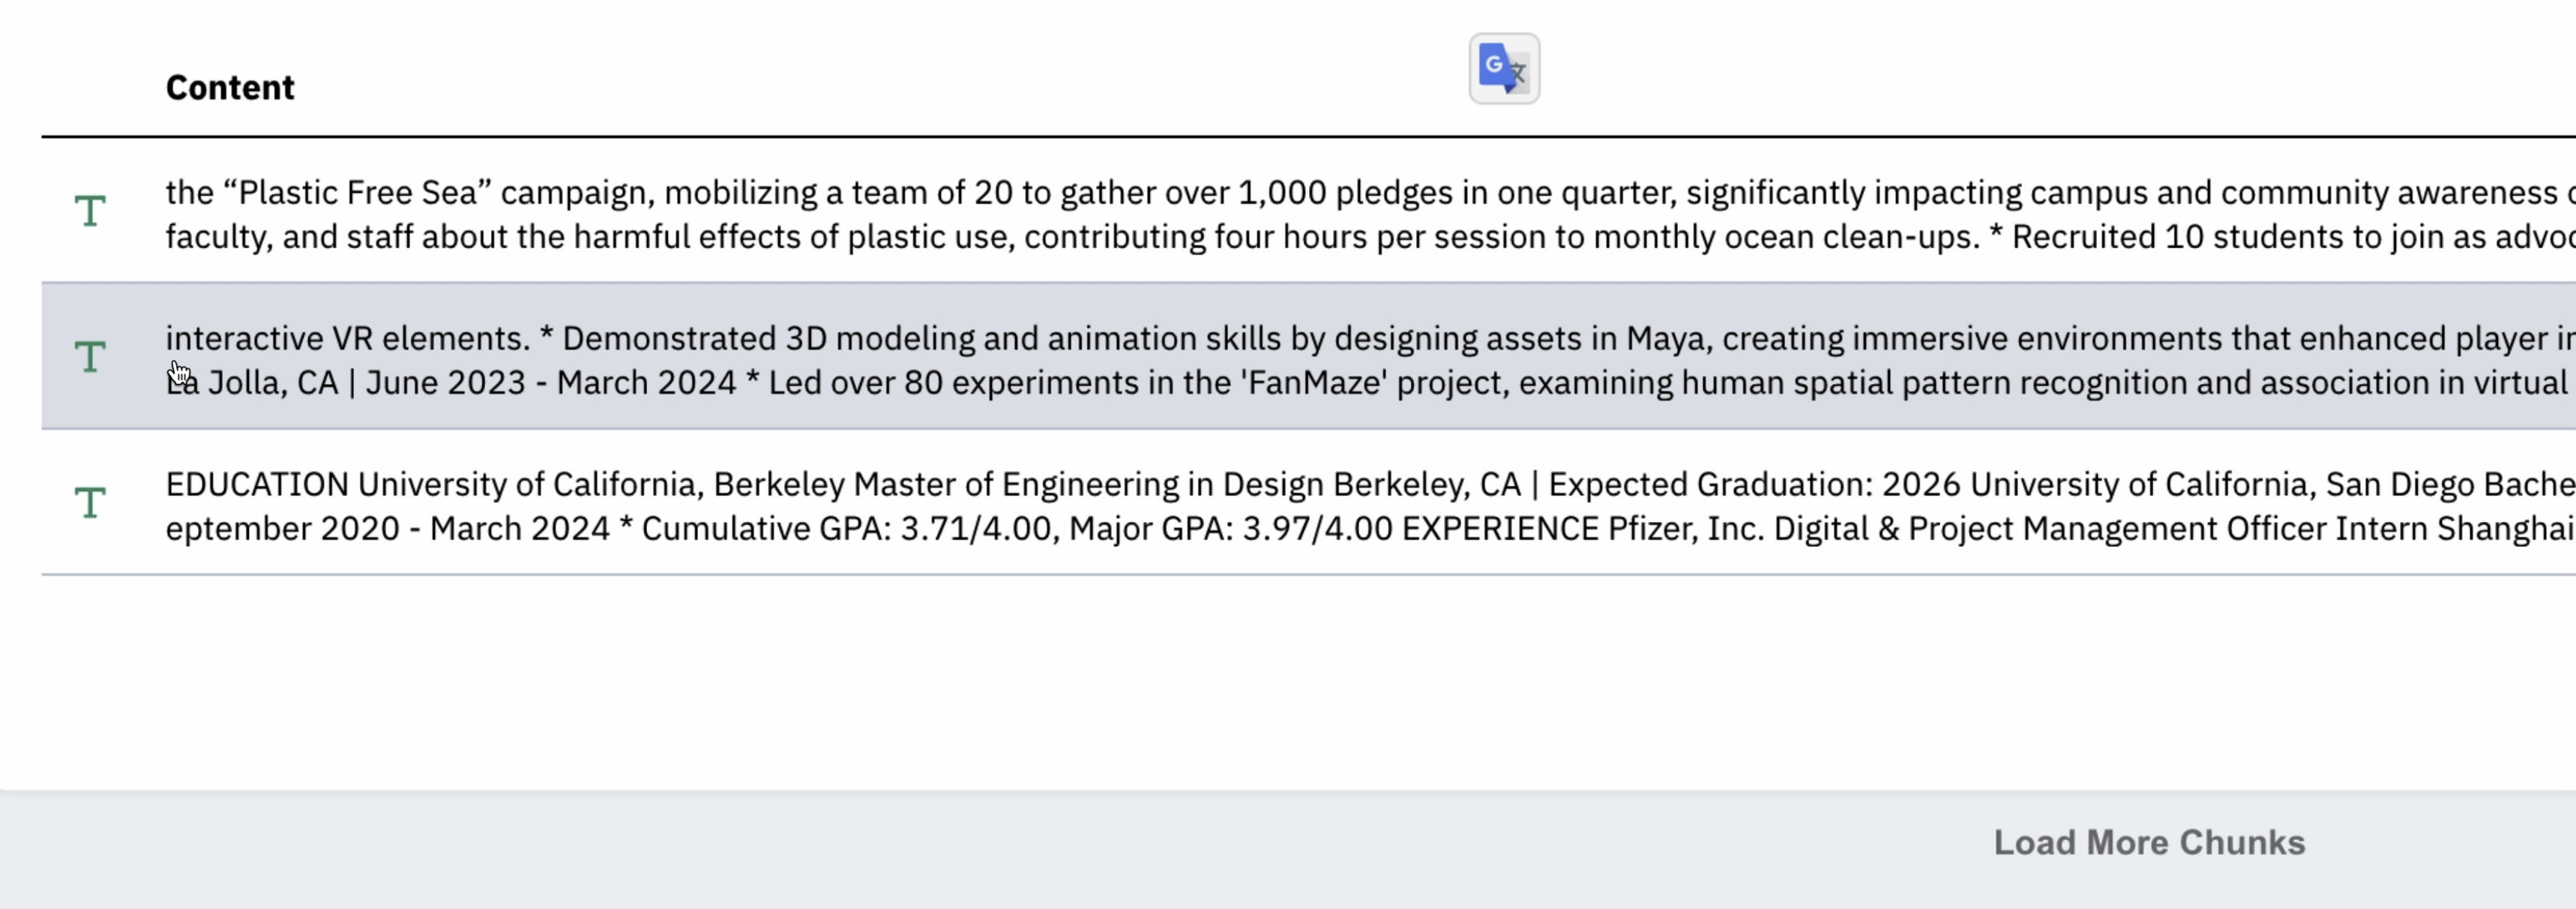 Content
the “Plastic Free Sea” campaign, mobilizing a team of 20 to gather over 1,000 pledges in one quarter, significantly impacting campus and community awareness
faculty, and staff about the harmful effects of plastic use, contributing four hours per session to monthly ocean clean-ups. * Recruited 10 students to join as advoc
interactive VR elements. * Demonstrated 3D modeling and animation skills by designing assets in Maya, creating immersive environments that enhanced player in
La Jolla, CA | June 2023 - March 2024 * Led over 80 experiments in the 'FanMaze' project, examining human spatial pattern recognition and association in virtual
EDUCATION University of California, Berkeley Master of Engineering in Design Berkeley, CA | Expected Graduation: 2026 University of California, San Diego Bache
eptember 2020 - March 2024 * Cumulative GPA: 3.71/4.00, Major GPA: 3.97/4.00 EXPERIENCE Pfizer, Inc. Digital & Project Management Officer Intern Shanghai
Load More Chunks